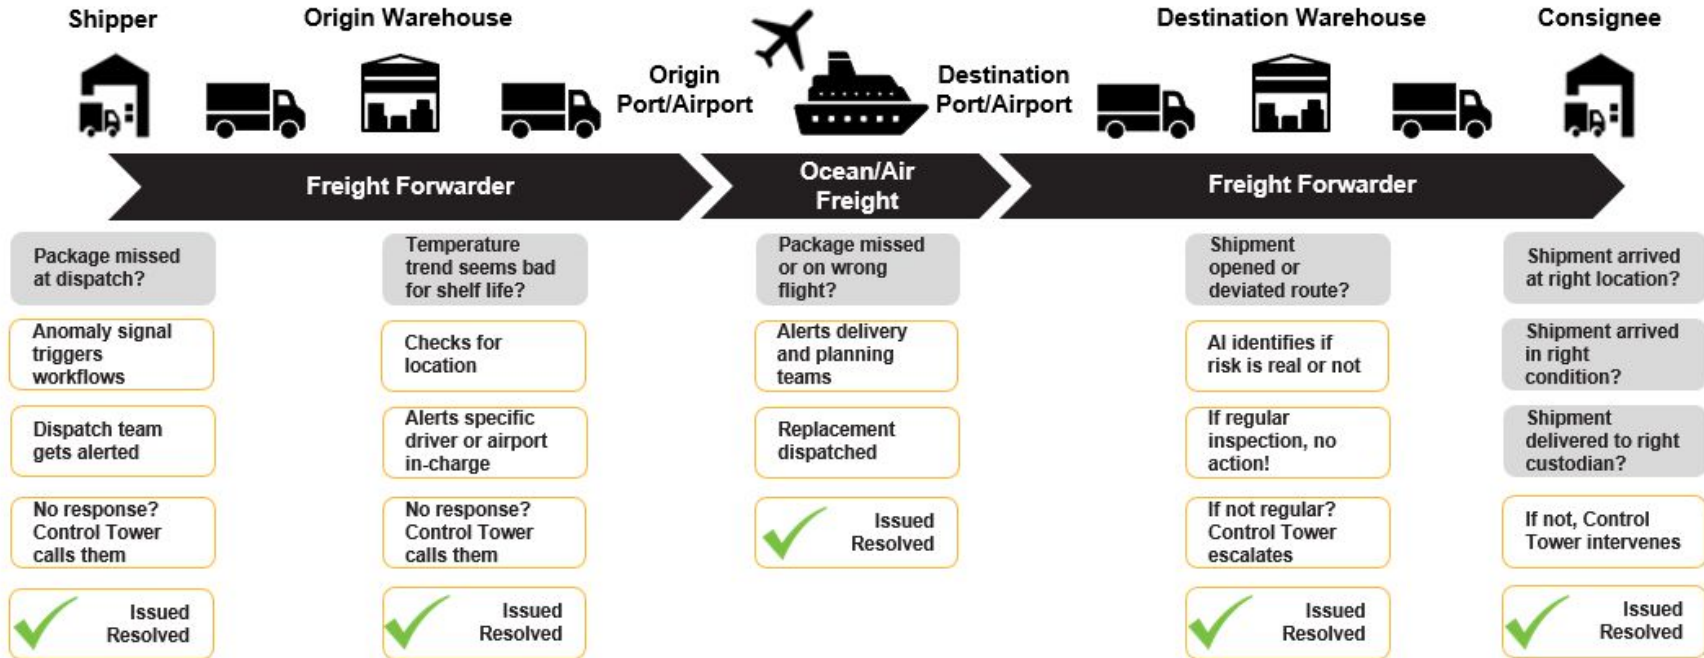 Shipper
Origin Warehouse
Destination Warehouse
Consignee
Origin
Port/Airport
Destination
Port/Airport
Freight Forwarder
Ocean/Air
Freight
Freight Forwarder
Package missed
at dispatch?
Anomaly signal
triggers
workflows
Dispatch team
gets alerted
No response?
Control Tower
calls them
Issued
Resolved
Temperature
trend seems bad
for shelf life?
Checks for
location
Alerts specific
driver or airport
in-charge
No response?
Control Tower
calls them
Issued
Resolved
Package missed
or on wrong
flight?
Alerts delivery
and planning
teams
Replacement
dispatched
Issued
Resolved
Shipment
opened or
deviated route?
AI identifies if
risk is real or not
If regular
inspection, no
action!
If not regular?
Control Tower
escalates
Issued
Resolved
Shipment arrived
at right location?
Shipment arrived
in right
condition?
Shipment
delivered to right
custodian?
If not, Control
Tower intervenes
Issued
Resolved